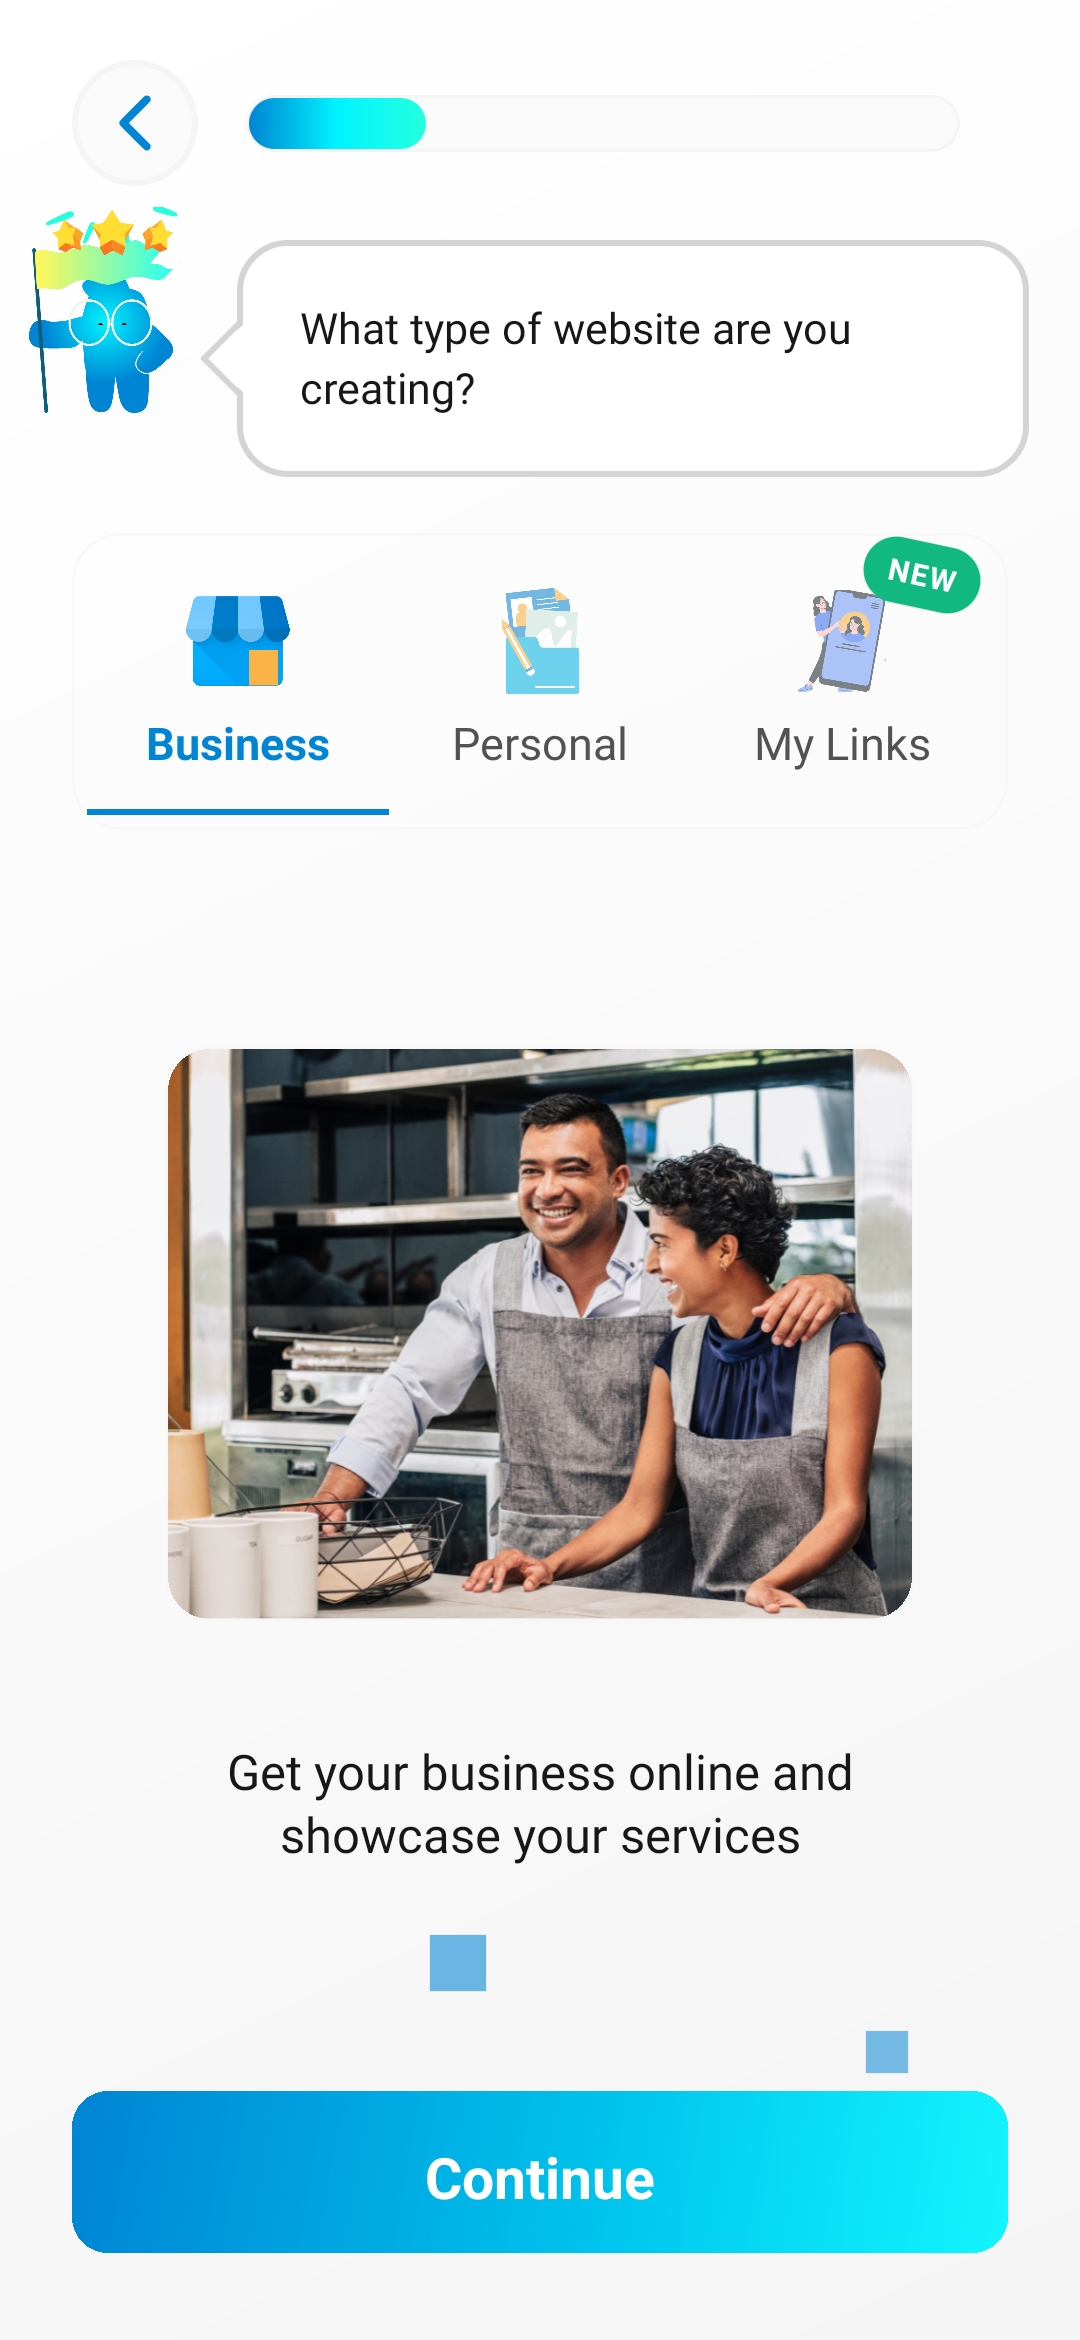 What type of website are you
creating?
NEW
Business
Personal
My Links
Get your business online and
showcase your services
Continue